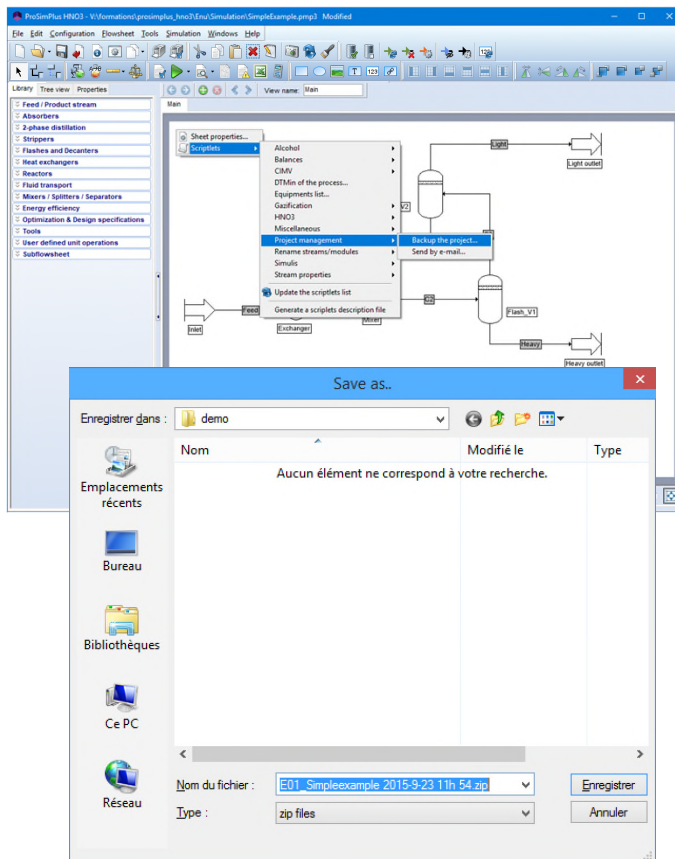 ProSimPlus HNO3 - V:\formations\prosimplus_hno3\Enu\Simulation\SimpleExample.pmp3 Modified
File Edit Configuration Flowsheet Tools Simulation Windows Help
T 123
Library Tree view Properties
View name: Main
Main
Feed / Product stream
Absorbers
2-phase distillation
Strippers
Flashes and Decanters
Heat exchangers
Reactors
Fluid transport
Mixers / Splitters / Separators
Energy efficiency
Optimization & Design specifications
Tools
User defined unit operations
Subflowsheet
Sheet properties...
Scriptlets
Alcohol
Balances
CIMV
DTMin of the process...
Equipments list...
Gazification
HNO3
Miscellaneous
Project management
Rename streams/modules
Simulis
Stream properties
Update the scriptlets list
Generate a scriplets description file
Backup the project...
Send by e-mail...
Light
Light outlet
V2
Feed
Inlet
Exchanger
Mixer
Flash_V1
Heavy
Heavy outlet
Save as..
Enregistrer dans :
demo
Nom Modifié le Type
Aucun élément ne correspond à votre recherche.
Emplacements
récents
Bureau
Bibliothèques
Ce PC
Réseau
Nom du fichier :
E01_Simpleexample 2015-9-23 11h 54.zip
Enregistrer
Type :
zip files
Annuler